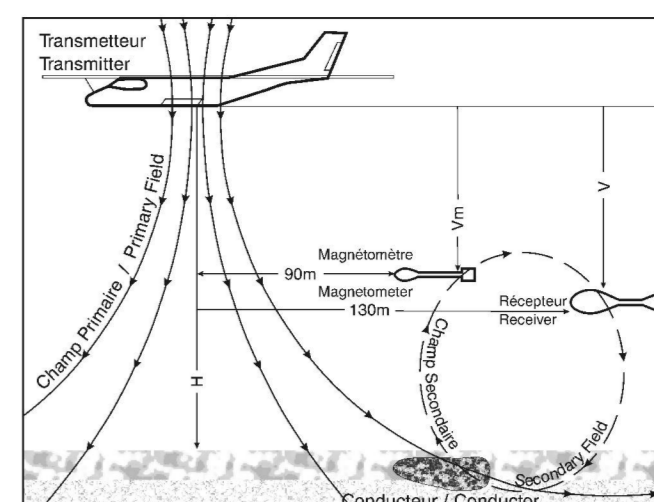 Transmetteur
Transmitter
Champ Primaire / Primary Field
Vm
V
Magnétomètre
90m
Magnetometer
130m
Récepteur
Receiver
H
Champ Secondaire
Secondary Field
Conducteur / Conductor